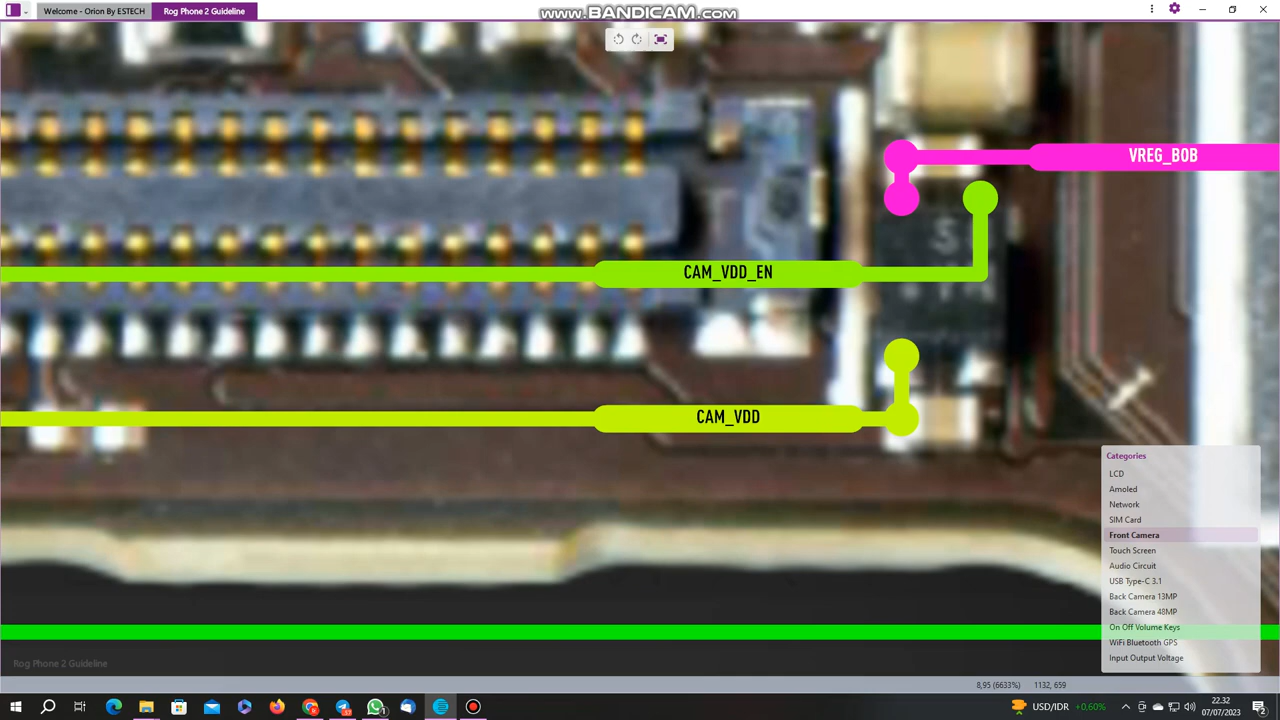 Welcome - Orion By ESTECH
Rog Phone 2 Guideline
www.BANDICAM.com
VREG_BOB
CAM_VDD_EN
CAM_VDD
Categories
LCD
Amoled
Network
SIM Card
Front Camera
Touch Screen
Audio Circuit
USB Type-C 3.1
Back Camera 13MP
Back Camera 48MP
On Off Volume Keys
WiFi Bluetooth GPS
Input Output Voltage
Rog Phone 2 Guideline
8,95 (6633%)
1132, 659
USD/IDR
+0.60%
22.32
07/07/2023